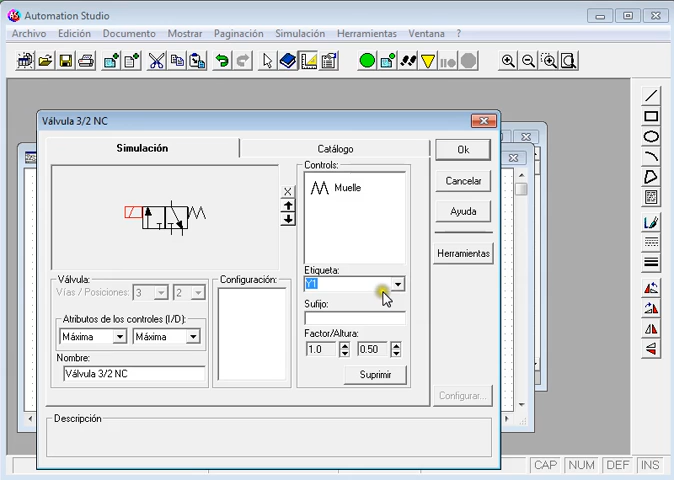 Automation Studio
Archivo Edición Documento Mostrar Paginación Simulación Herramientas Ventana ?
Válvula 3/2 NC
Simulación
Catálogo
X
Controls:
Muelle
Etiqueta:
Y1
Sufijo:
Factor/Altura:
1.0
0.50
Suprimir
Válvula:
Vías / Posiciones:
3
2
Atributos de los controles (I/D):
Máxima
Máxima
Nombre:
Válvula 3/2 NC
Configuración:
Ok
Cancelar
Ayuda
Herramientas
Configurar...
Descripción
CAP NUM DEF INS